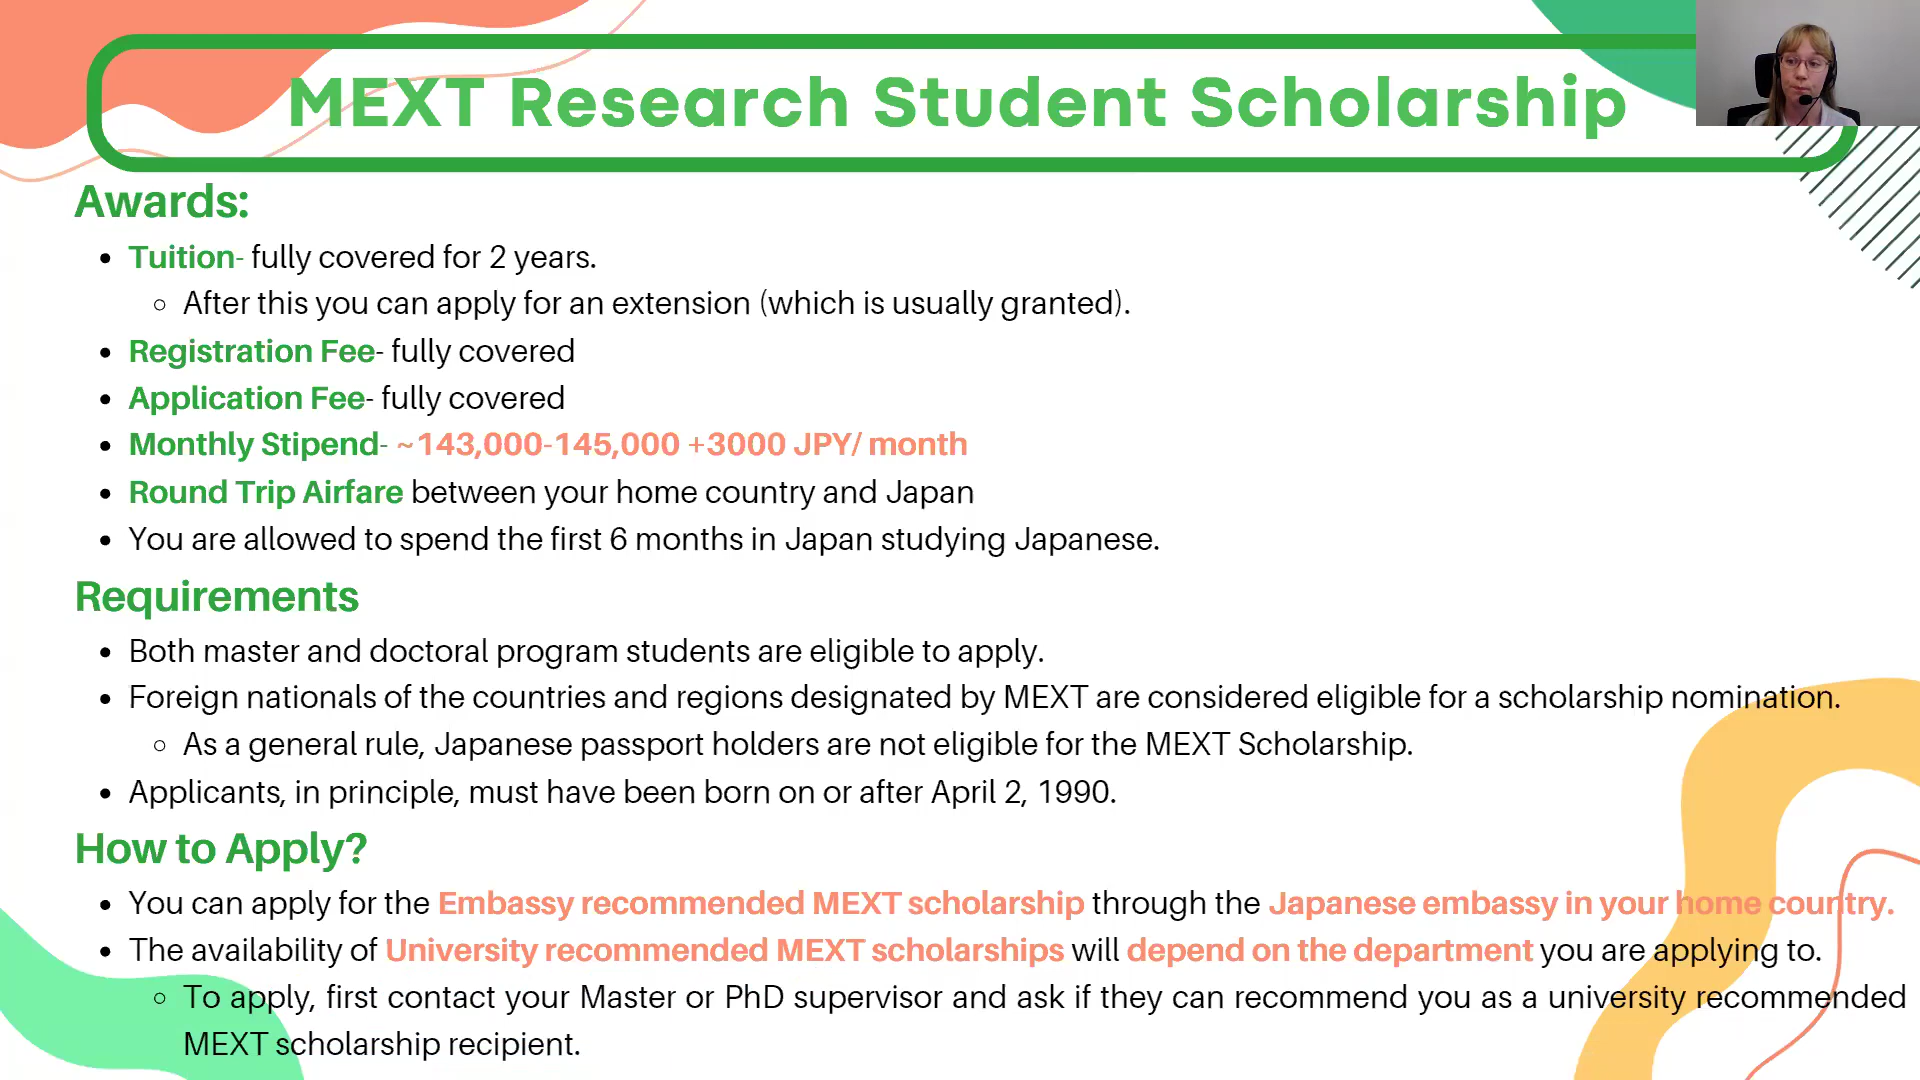 MEXT Research Student Scholarship
Awards:
• Tuition- fully covered for 2 years.
○ After this you can apply for an extension (which is usually granted).
• Registration Fee- fully covered
• Application Fee- fully covered
• Monthly Stipend- ~143,000-145,000 +3000 JPY/ month
• Round Trip Airfare between your home country and Japan
• You are allowed to spend the first 6 months in Japan studying Japanese.
Requirements
• Both master and doctoral program students are eligible to apply.
• Foreign nationals of the countries and regions designated by MEXT are considered eligible for a scholarship nomination.
○ As a general rule, Japanese passport holders are not eligible for the MEXT Scholarship.
• Applicants, in principle, must have been born on or after April 2, 1990.
How to Apply?
• You can apply for the Embassy recommended MEXT scholarship through the Japanese embassy in your home country.
• The availability of University recommended MEXT scholarships will depend on the department you are applying to.
○ To apply, first contact your Master or PhD supervisor and ask if they can recommend you as a university recommended
MEXT scholarship recipient.